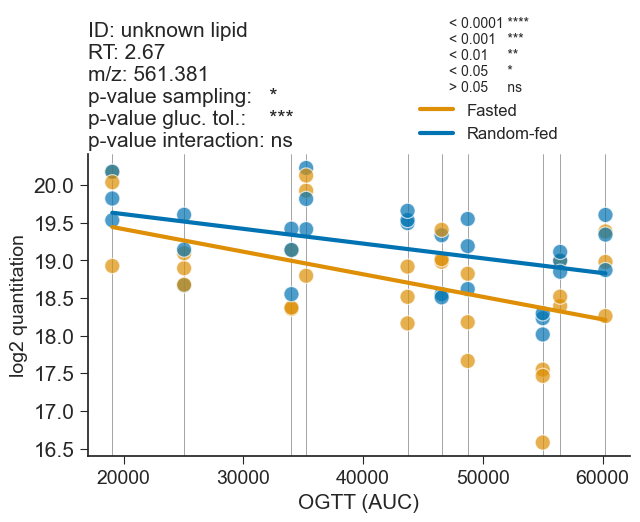 ID: unknown lipid
RT: 2.67
m/z: 561.381
p-value sampling: *
p-value gluc. tol.: ***
p-value interaction: ns
< 0.0001 ****
< 0.001 ***
< 0.01 **
< 0.05 *
> 0.05 ns
Fasted
Random-fed
log2 quantitation
20.0
19.5
19.0
18.5
18.0
17.5
17.0
16.5
20000 30000 40000 50000 60000
OGTT (AUC)